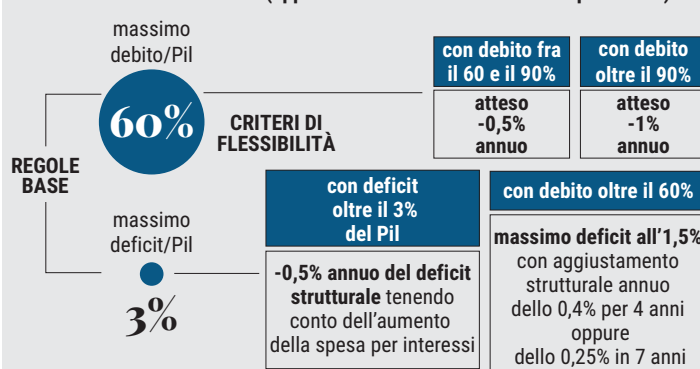 massimo
debito/Pil
60%
CRITERI DI
FLESSIBILITÀ
con debito fra
il 60 e il 90%
atteso
-0,5%
annuo
con debito
oltre il 90%
atteso
-1%
annuo
REGOLE
BASE
massimo
deficit/Pil
3%
con deficit
oltre il 3%
del Pil
-0,5% annuo del deficit
strutturale tenendo
conto dell'aumento
della spesa per interessi
con debito oltre il 60%
massimo deficit all'1,5%
con aggiustamento
strutturale annuo
dello 0,4% per 4 anni
oppure
dello 0,25% in 7 anni